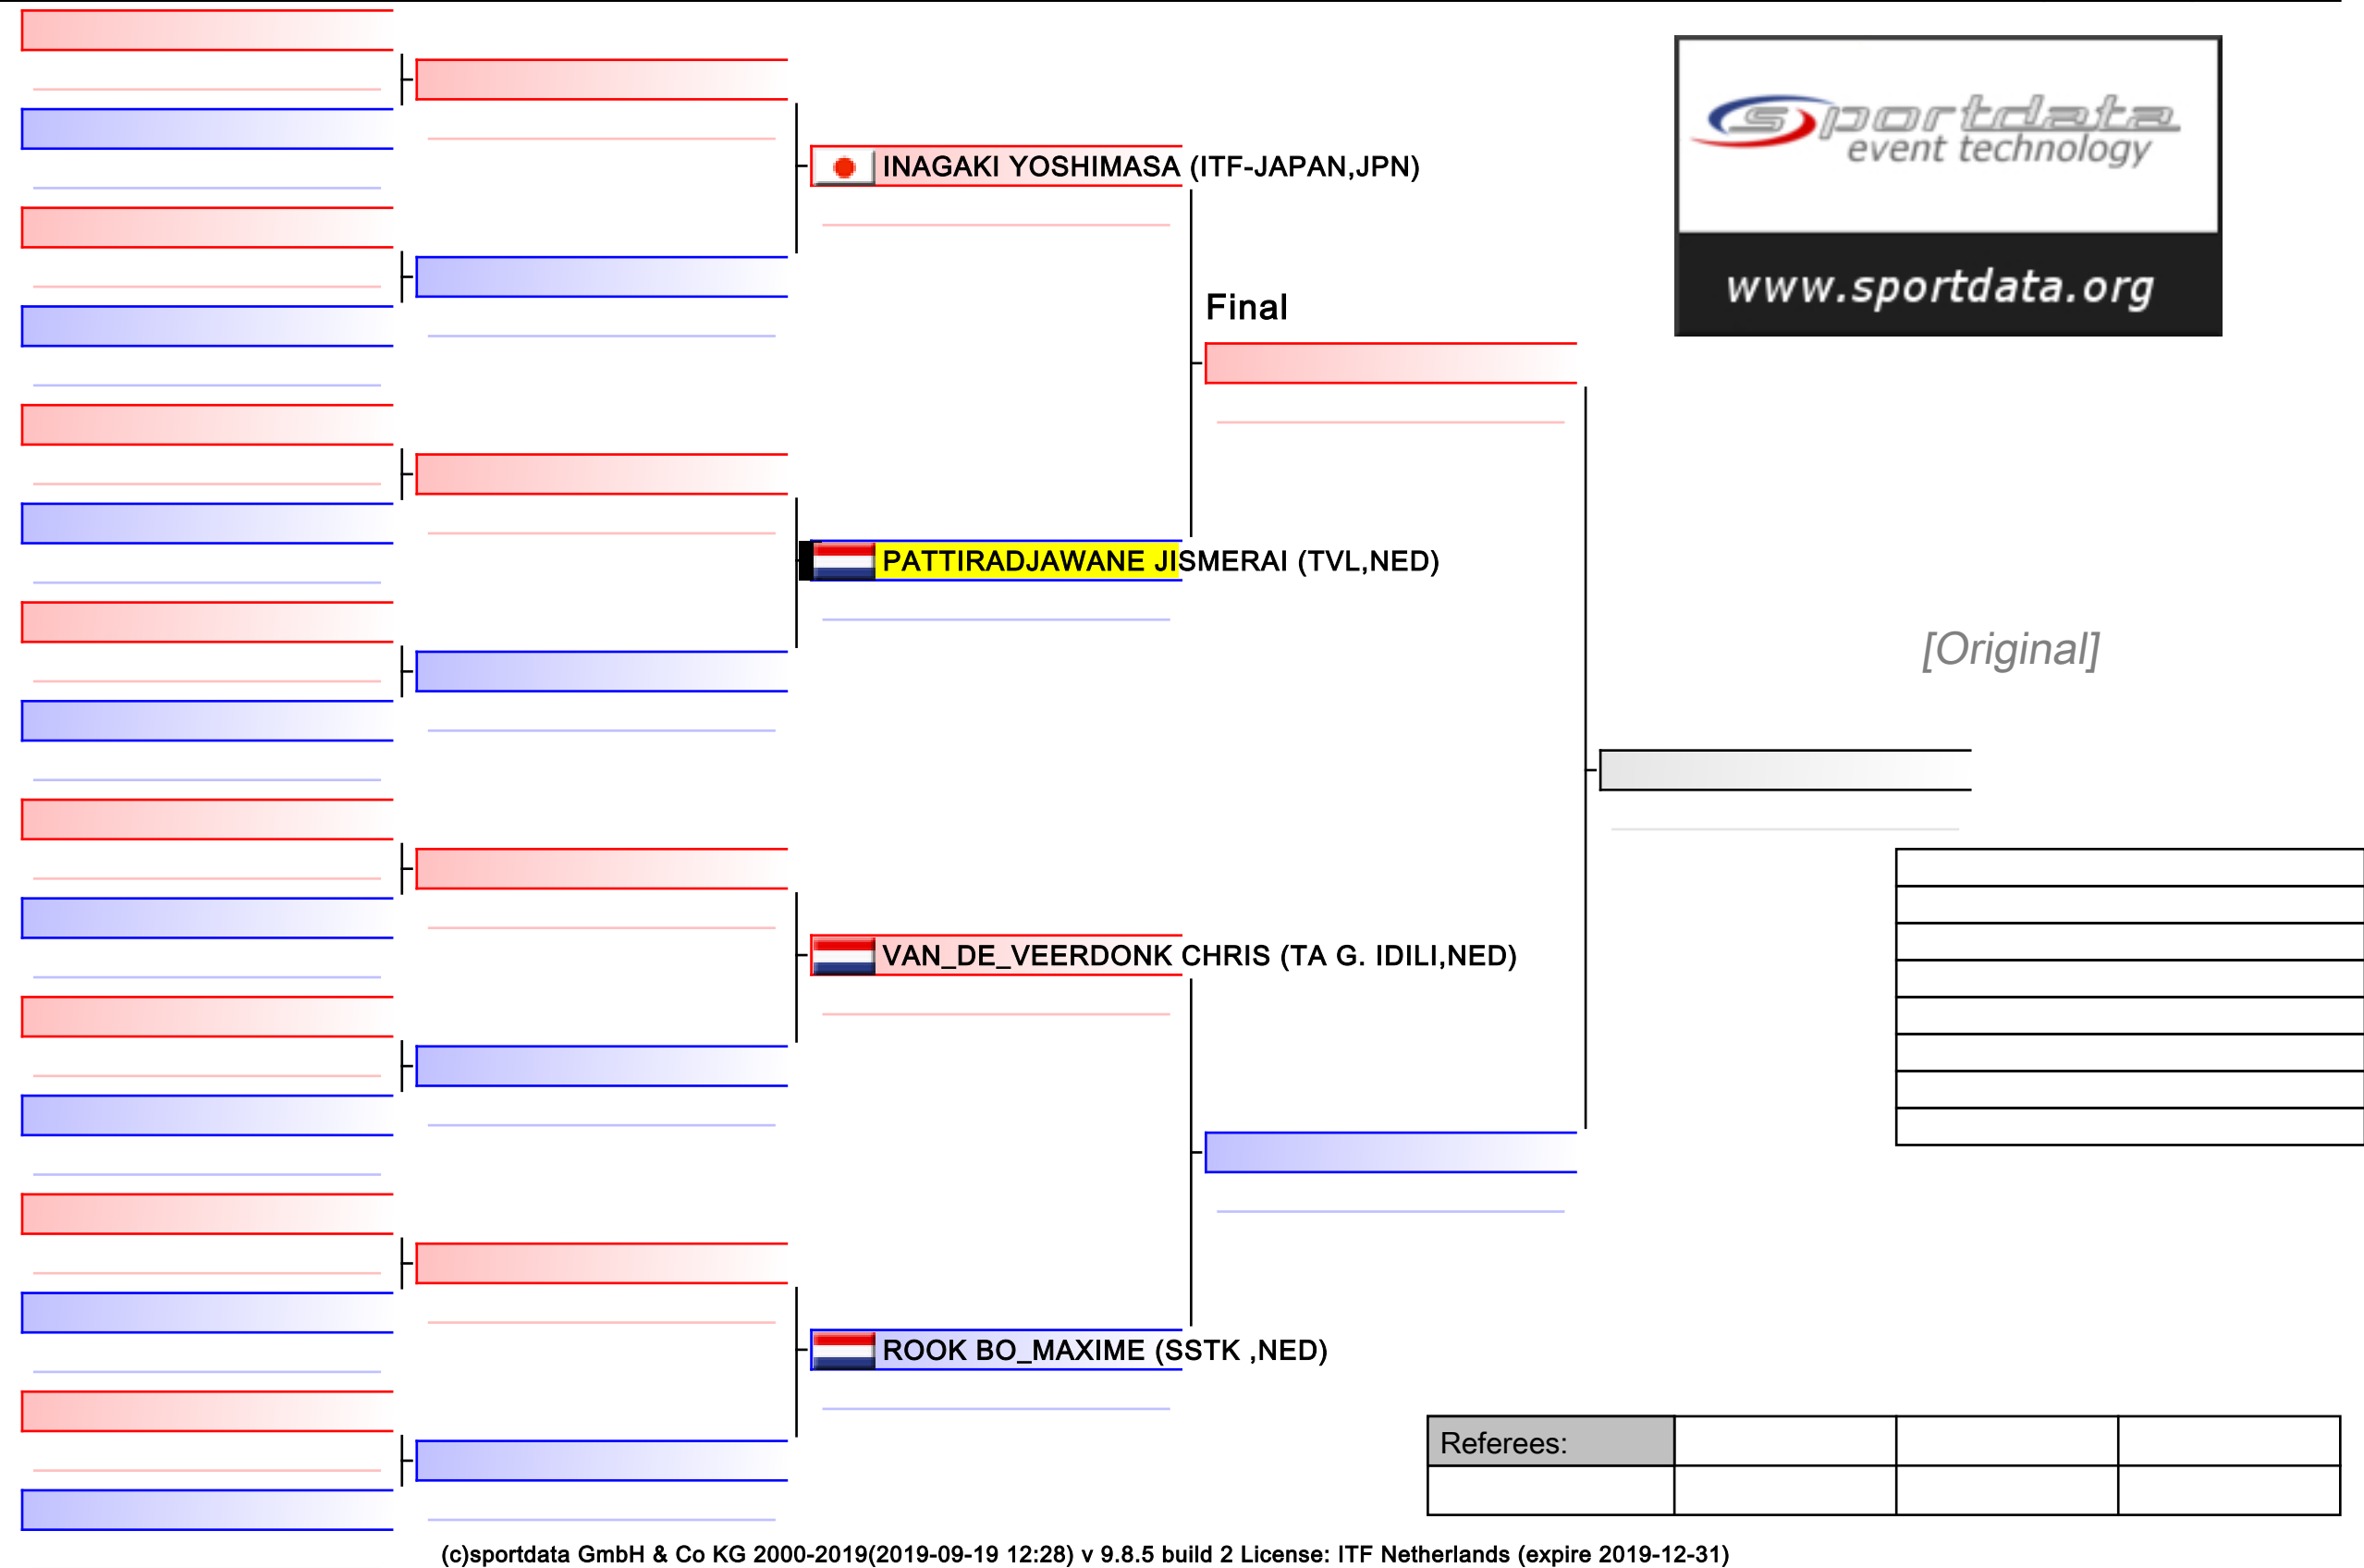 sportdata
event technology
www.sportdata.org
INAGAKI YOSHIMASA (ITF-JAPAN,JPN)
Final
PATTIRADJAWANE JISMERAI (TVL,NED)
[Original]
VAN_DE_VEERDONK CHRIS (TA G. IDILI,NED)
ROOK BO_MAXIME (SSTK ,NED)
Referees:
(c)sportdata GmbH & Co KG 2000-2019(2019-09-19 12:28) v 9.8.5 build 2 License: ITF Netherlands (expire 2019-12-31)